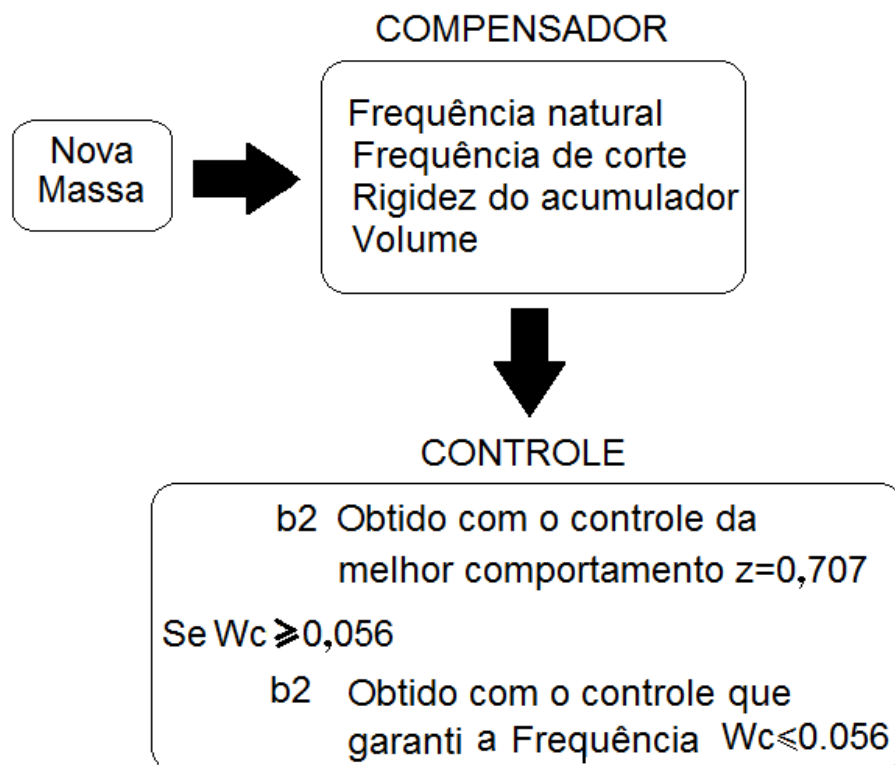 COMPENSADOR
Nova
Massa
Frequência natural
Frequência de corte
Rigidez do acumulador
Volume
CONTROLE
b2 Obtido com o controle da
melhor comportamento z=0,707
Se Wc ⩾0,056
b2 Obtido com o controle que
garanti a Frequência Wc⩽0.056